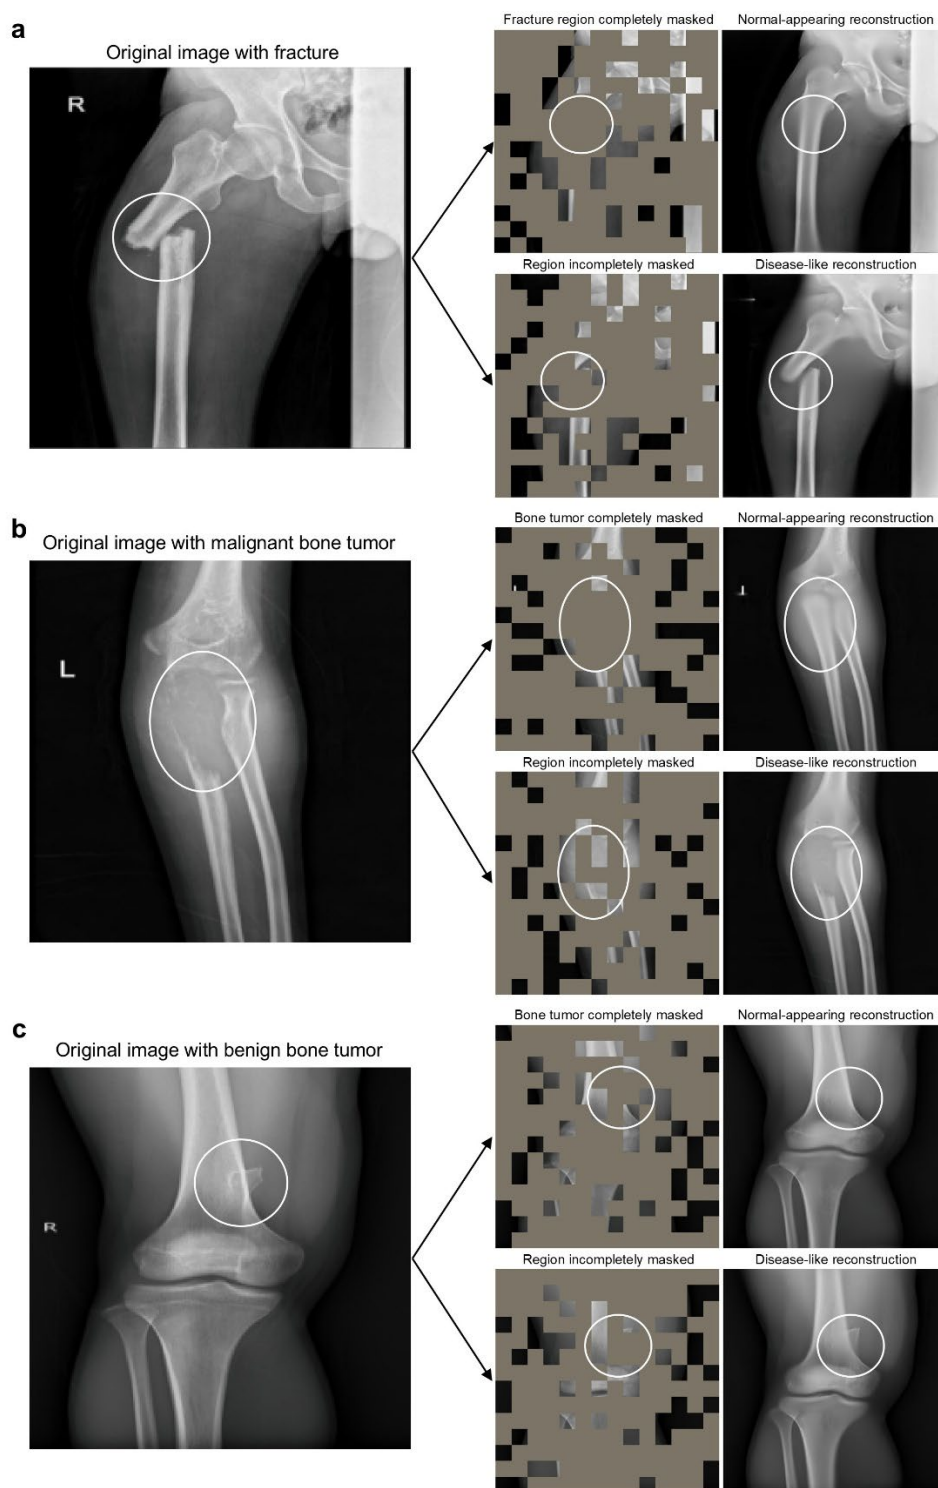 a
Original image with fracture
R
Fracture region completely masked
Normal-appearing reconstruction
Region incompletely masked
Disease-like reconstruction
b
Original image with malignant bone tumor
L
Bone tumor completely masked
Normal-appearing reconstruction
Region incompletely masked
Disease-like reconstruction
c
Original image with benign bone tumor
R
Bone tumor completely masked
Normal-appearing reconstruction
Region incompletely masked
Disease-like reconstruction